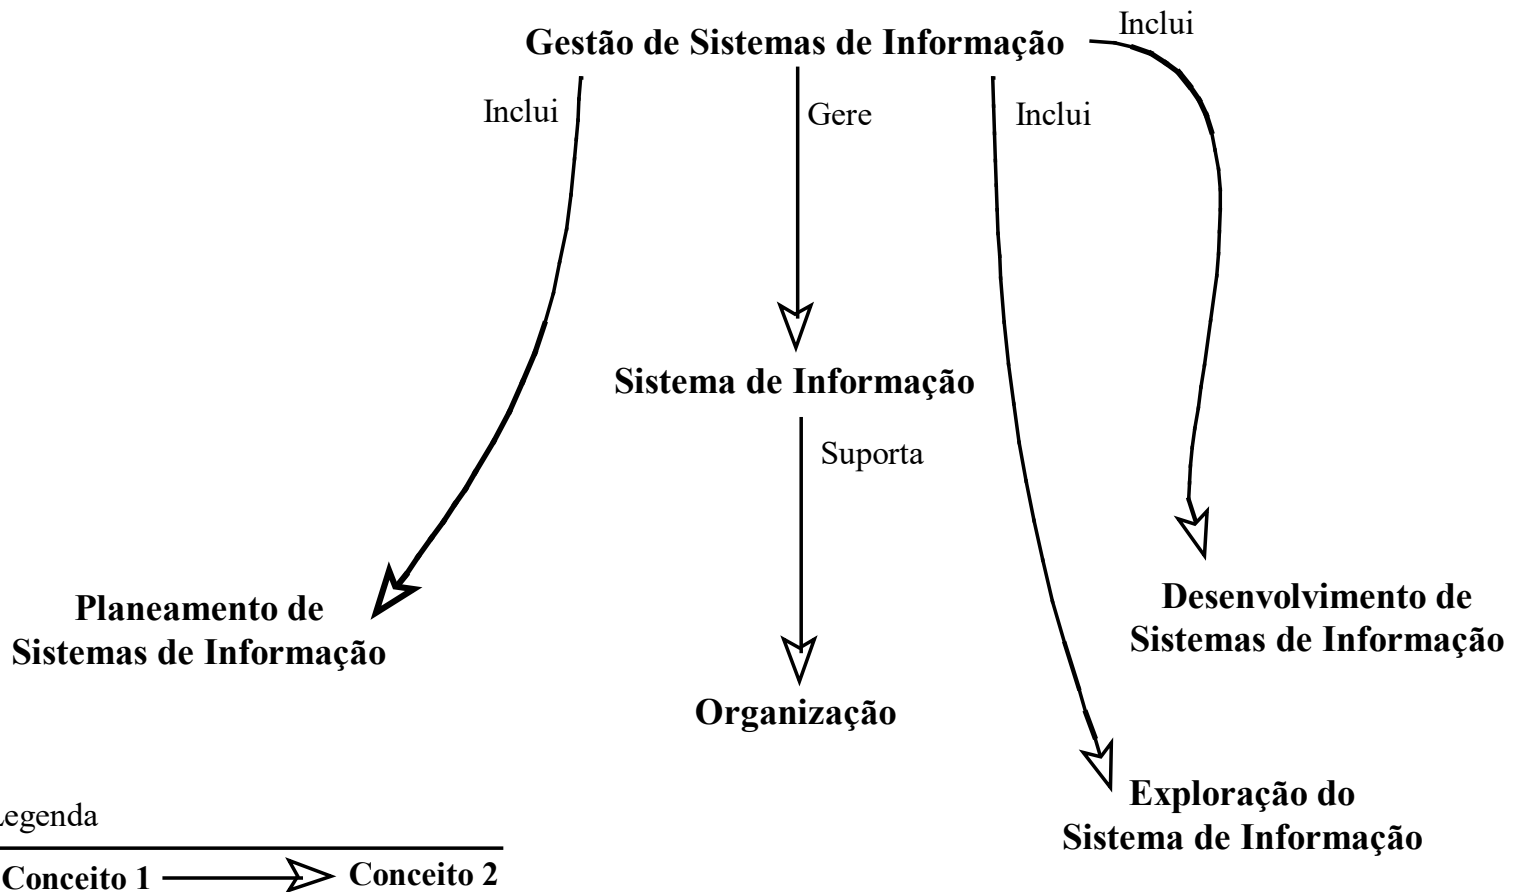 Inclui
Gestão de Sistemas de Informação
Inclui
Gere
Inclui
Sistema de Informação
Suporta
Planeamento de
Sistemas de Informação
Desenvolvimento de
Sistemas de Informação
Organização
Exploração do
Sistema de Informação
Legenda
Conceito 1
Conceito 2